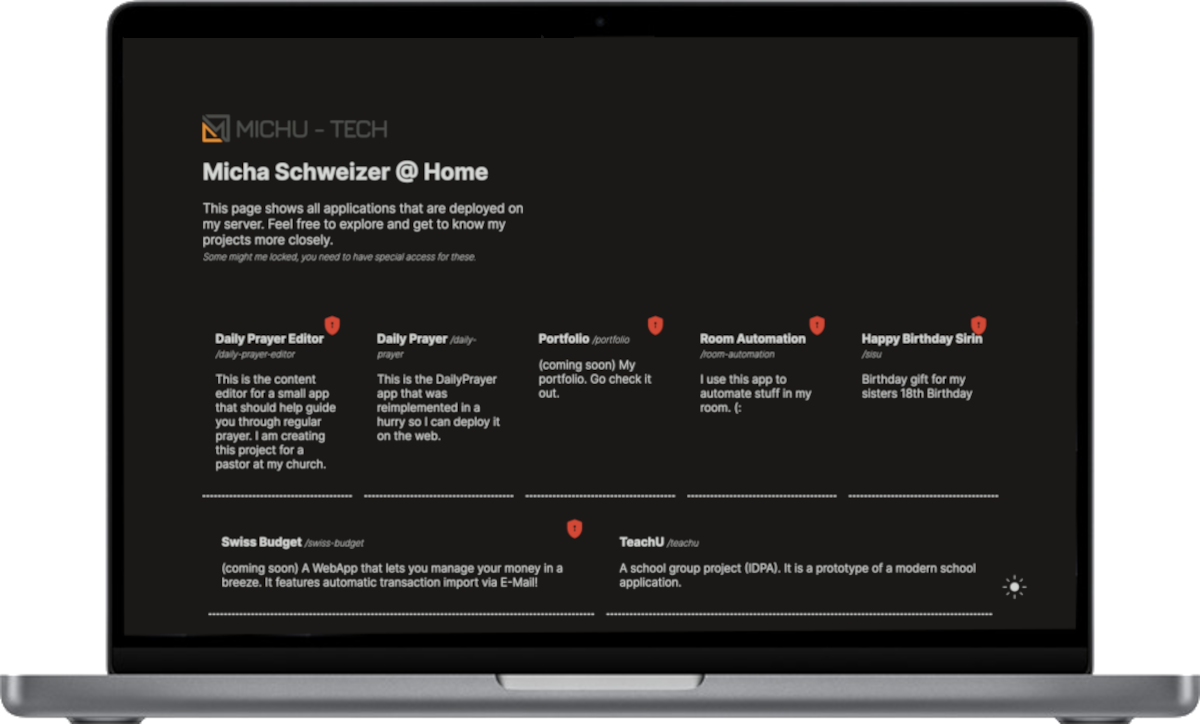 MICHU - TECH
Micha Schweizer @ Home
This page shows all applications that are deployed on
my server. Feel free to explore and get to know my
projects more closely.
Some might me locked, you need to have special access for these.
Daily Prayer Editor
/daily-prayer-editor
This is the content
editor for a small app
that should help guide
you through regular
prayer. I am creating
this project for a
pastor at my church.
Daily Prayer /daily-
prayer
This is the DailyPrayer
app that was
reimplemented in a
hurry so I can deploy it
on the web.
Portfolio /portfolio
(coming soon) My
portfolio. Go check it
out.
Room Automation
/room-automation
I use this app to
automate stuff in my
room. (:
Happy Birthday Sirin
/sisu
Birthday gift for my
sisters 18th Birthday
Swiss Budget /swiss-budget
(coming soon) A WebApp that lets you manage your money in a
breeze. It features automatic transaction import via E-Mail!
TeachU /teachu
A school group project (IDPA). It is a prototype of a modern school
application.